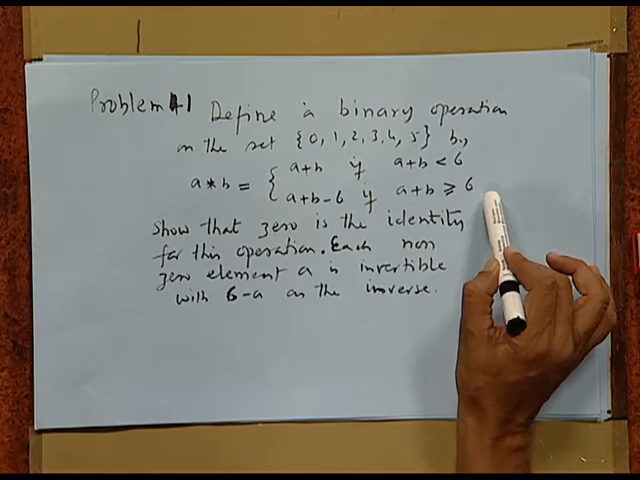 Problem 11 Define a binary operation
on the set {0, 1, 2, 3, 4, 5} by
a * b = { a+b if a+b < 6
a+b-6 if a+b ≥ 6
Show that zero is the identity
for this operation. Each non
zero element a is invertible
with 6-a as the inverse.